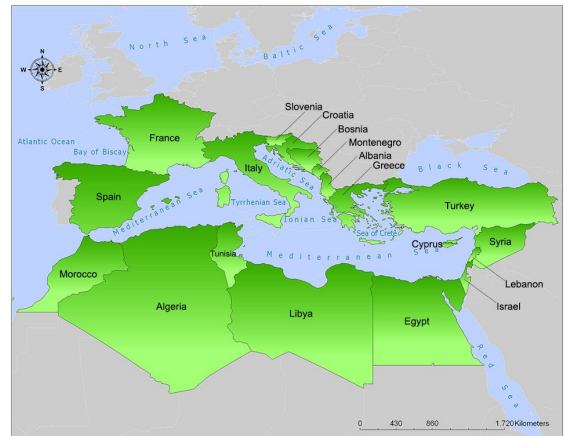 North Sea
Baltic Sea
N
W
E
S
Atlantic Ocean
Bay of Biscay
France
Slovenia
Croatia
Bosnia
Montenegro
Albania
Greece
Black Sea
Italy
Adriatic Sea
Spain
Mediterranean Sea
Tyrrhenian Sea
Ionian Sea
Sea of Crete
Turkey
Cyprus
Syria
Lebanon
Israel
Mediterranean Sea
Morocco
Tunisia
Algeria
Libya
Egypt
Red Sea
0 430 860 1.720 Kilometers